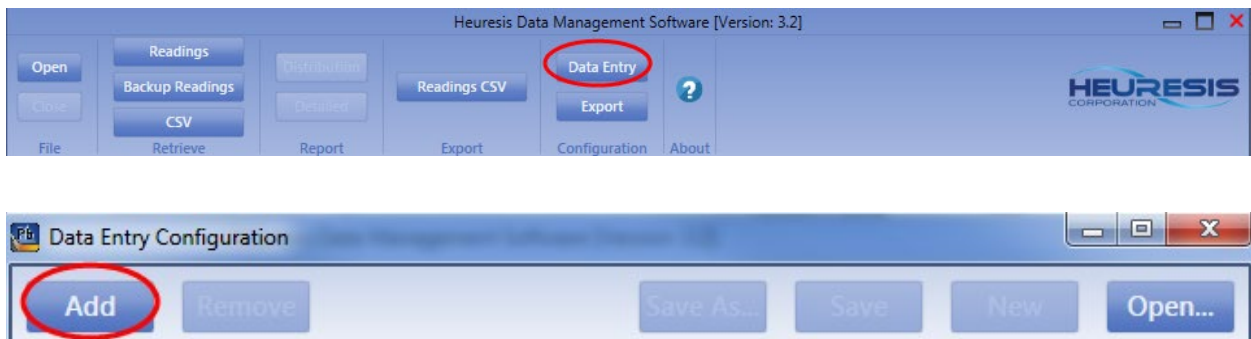 Heuresis Data Management Software [Version: 3.2]
Open
Close
File
Readings
Backup Readings
CSV
Retrieve
Distribution
Detailed
Report
Readings CSV
Export
Data Entry
Export
Configuration
?
About
HEURESIS
CORPORATION
Pb Data Entry Configuration
Add Remove Save As... Save New Open...